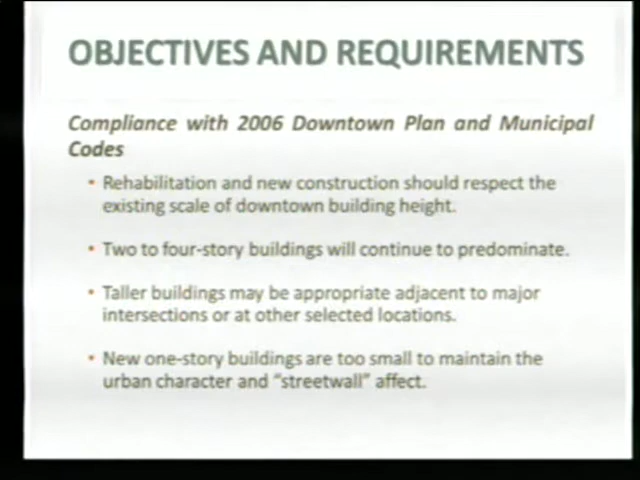 OBJECTIVES AND REQUIREMENTS
Compliance with 2006 Downtown Plan and Municipal
Codes
• Rehabilitation and new construction should respect the
existing scale of downtown building height.
• Two to four-story buildings will continue to predominate.
• Taller buildings may be appropriate adjacent to major
intersections or at other selected locations.
• New one-story buildings are too small to maintain the
urban character and “streetwall” affect.